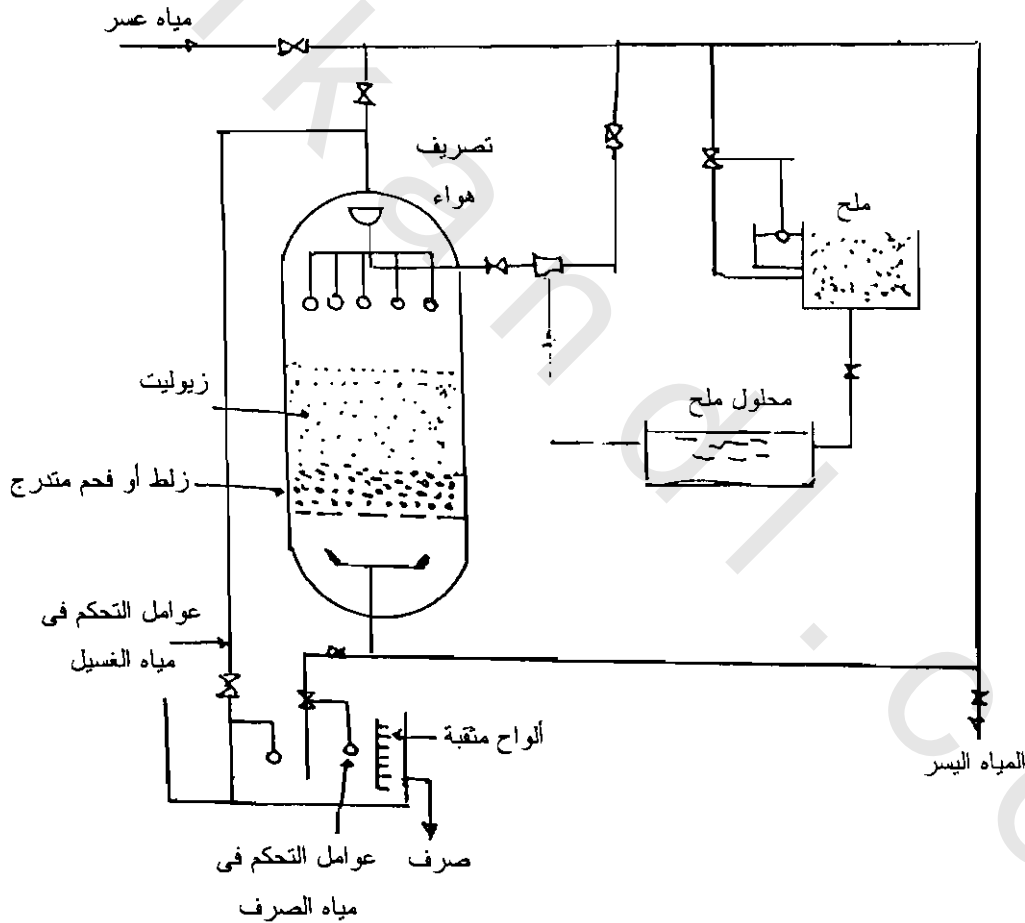 مياه عسر
تصريف
هواء
ملح
زيوليت
محلول ملح
زلط أو فحم متدرج
عوامل التحكم فى
مياه الغسيل
ألواح مثقبة
المياه اليسر
عوامل التحكم فى
مياه الصرف
صرف